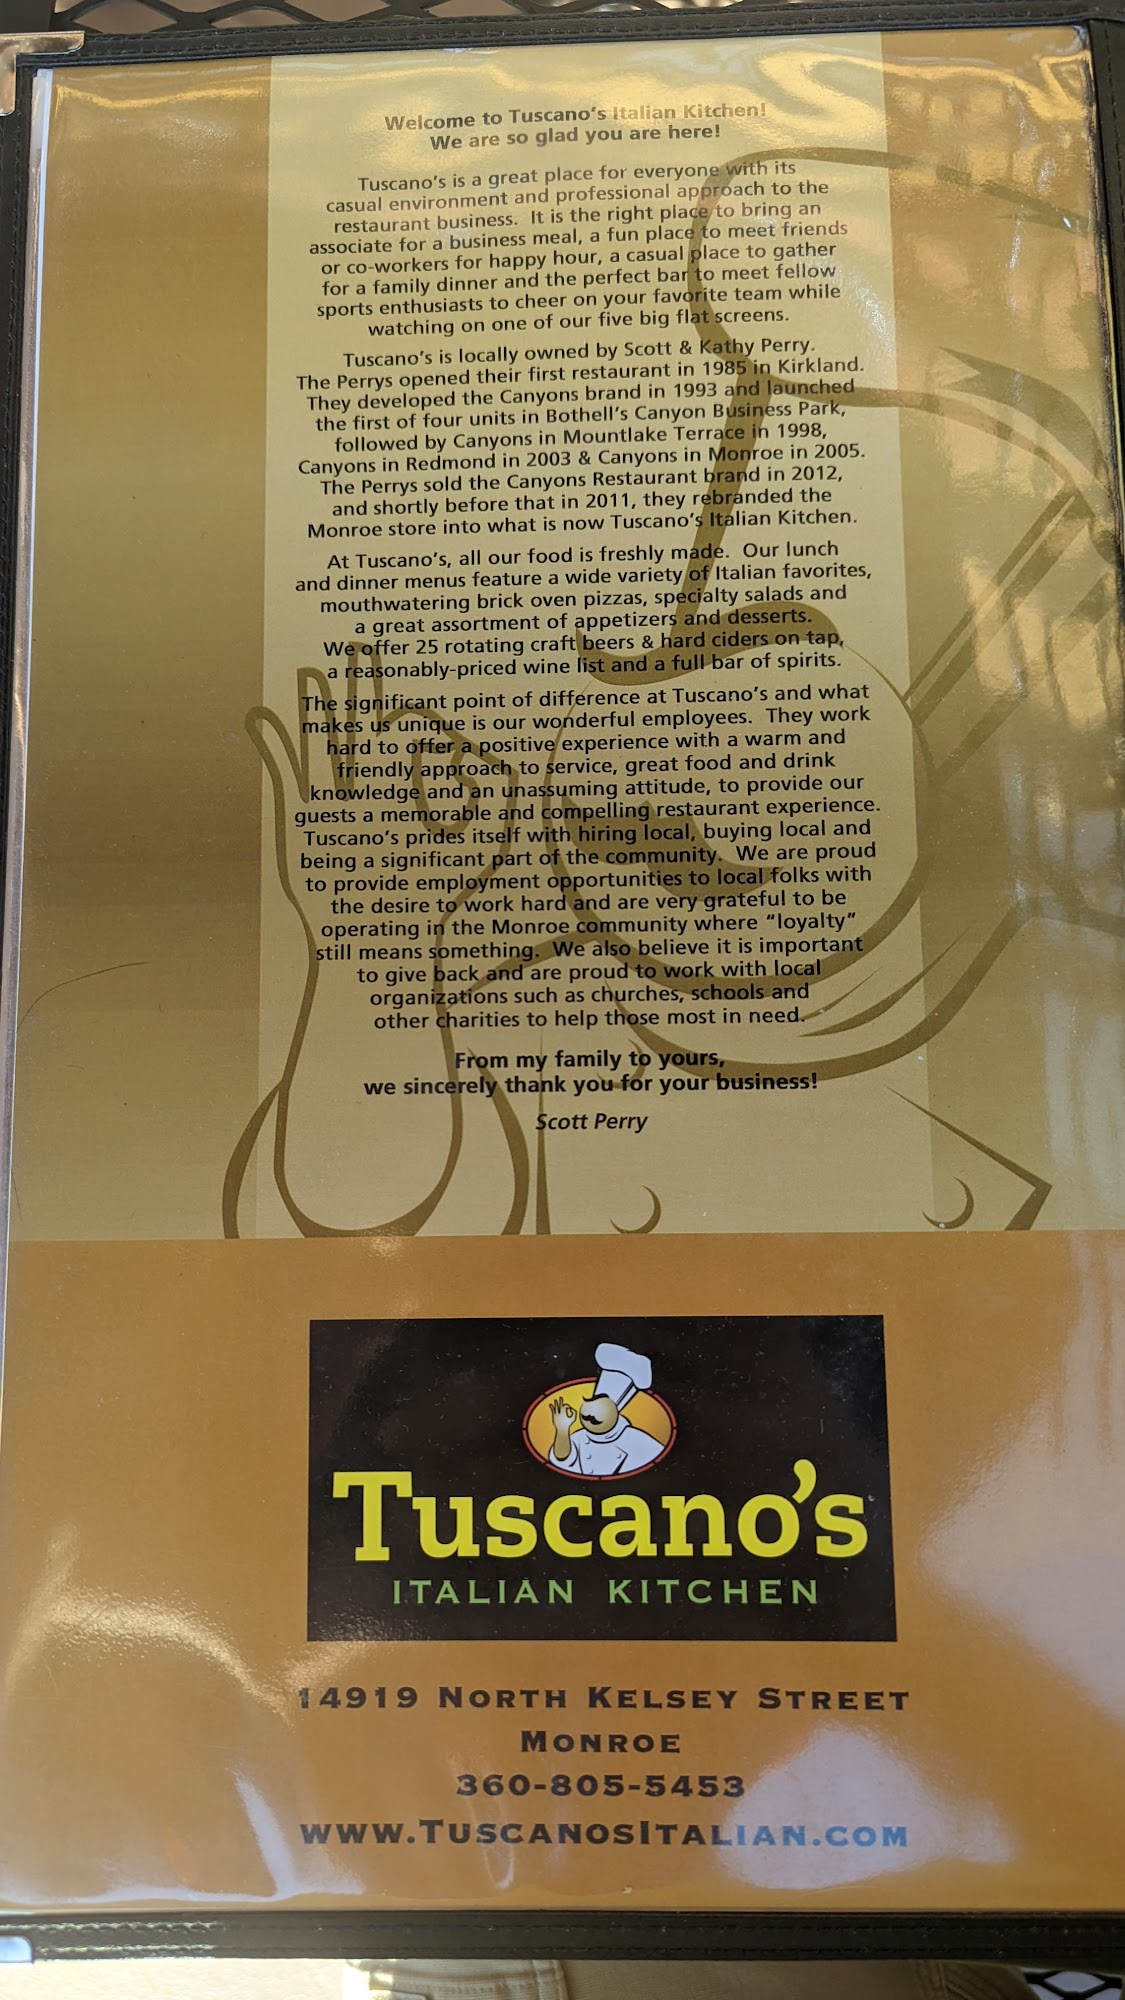 Welcome to Tuscano's Italian Kitchen!
We are so glad you are here!
Tuscano's is a great place for everyone with its
casual environment and professional approach to the
restaurant business. It is the right place to bring an
associate for a business meal, a fun place to meet friends
or co-workers for happy hour, a casual place to gather
for a family dinner and the perfect bar to meet fellow
sports enthusiasts to cheer on your favorite team while
watching on one of our five big flat screens.
Tuscano's is locally owned by Scott & Kathy Perry.
The Perrys opened their first restaurant in 1985 in Kirkland.
They developed the Canyons brand in 1993 and launched
the first of four units in Bothell's Canyon Business Park,
followed by Canyons in Mountlake Terrace in 1998,
Canyons in Redmond in 2003 & Canyons in Monroe in 2005.
The Perrys sold the Canyons Restaurant brand in 2012,
and shortly before that in 2011, they rebranded the
Monroe store into what is now Tuscano's Italian Kitchen.
At Tuscano's, all our food is freshly made. Our lunch
and dinner menus feature a wide variety of Italian favorites,
mouthwatering brick oven pizzas, specialty salads and
a great assortment of appetizers and desserts.
We offer 25 rotating craft beers & hard ciders on tap,
a reasonably-priced wine list and a full bar of spirits.
The significant point of difference at Tuscano's and what
makes us unique is our wonderful employees. They work
hard to offer a positive experience with a warm and
friendly approach to service, great food and drink
knowledge and an unassuming attitude, to provide our
guests a memorable and compelling restaurant experience.
Tuscano's prides itself with hiring local, buying local and
being a significant part of the community. We are proud
to provide employment opportunities to local folks with
the desire to work hard and are very grateful to be
operating in the Monroe community where "loyalty"
still means something. We also believe it is important
to give back and are proud to work with local
organizations such as churches, schools and
other charities to help those most in need.
From my family to yours,
we sincerely thank you for your business!
Scott Perry
Tuscano's
ITALIAN KITCHEN
14919 North Kelsey Street
Monroe
360-805-5453
www.TuscanosItalian.com